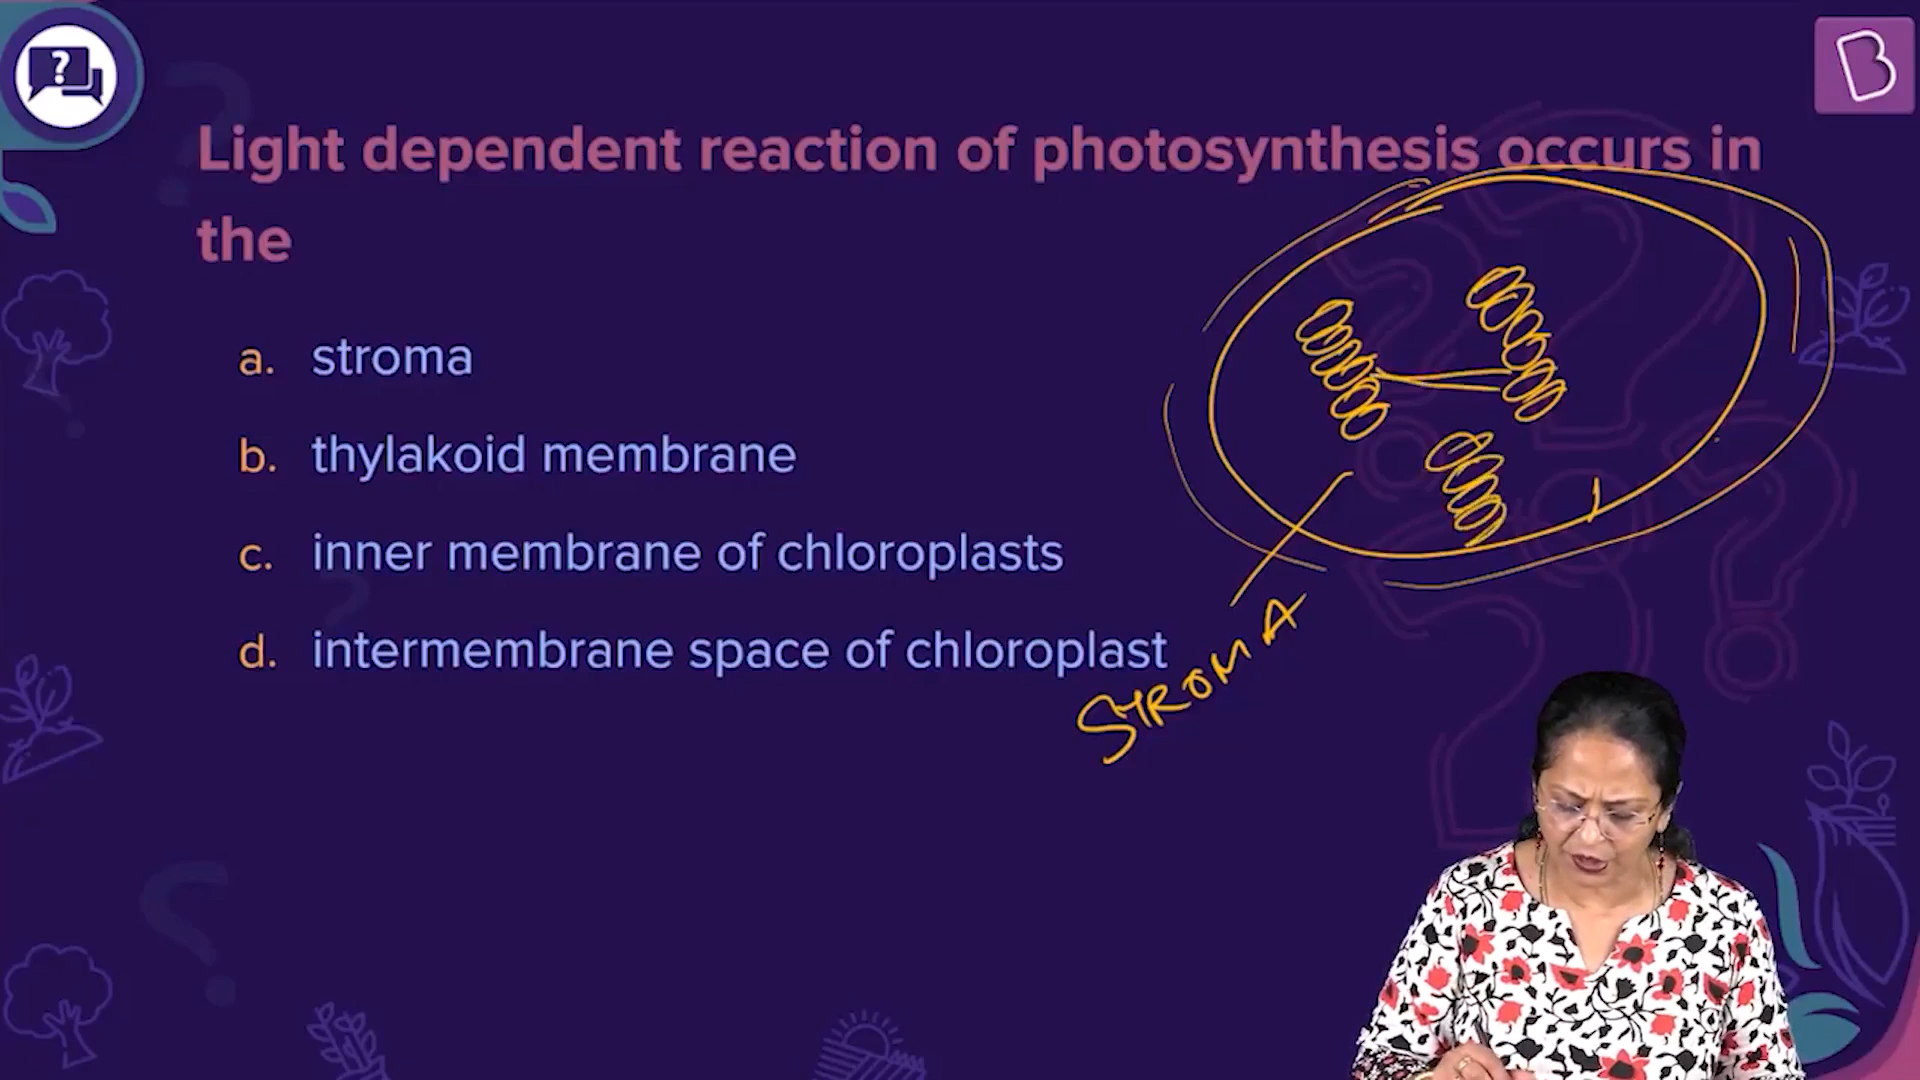 Light dependent reaction of photosynthesis occurs in
the
a. stroma
b. thylakoid membrane
c. inner membrane of chloroplasts
d. intermembrane space of chloroplast
STROMA